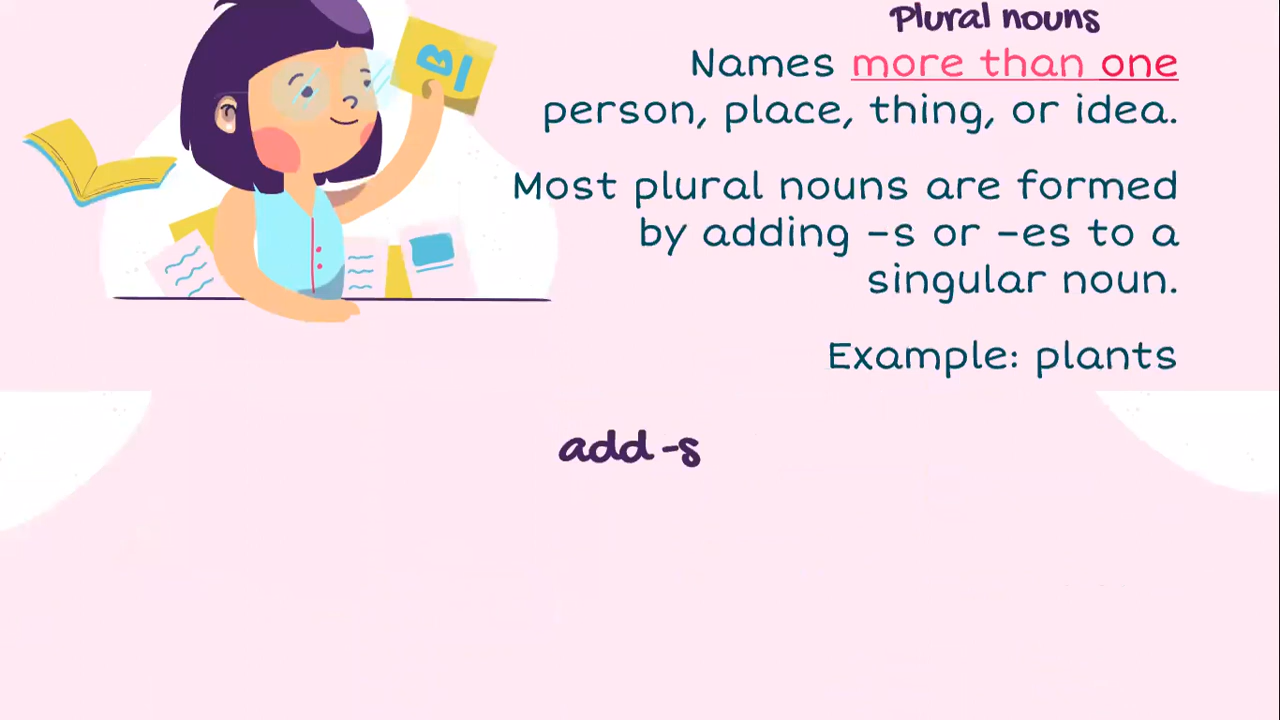 Plural nouns
Names more than one
person, place, thing, or idea.
Most plural nouns are formed
by adding -s or -es to a
singular noun.
Example: plants
add -s